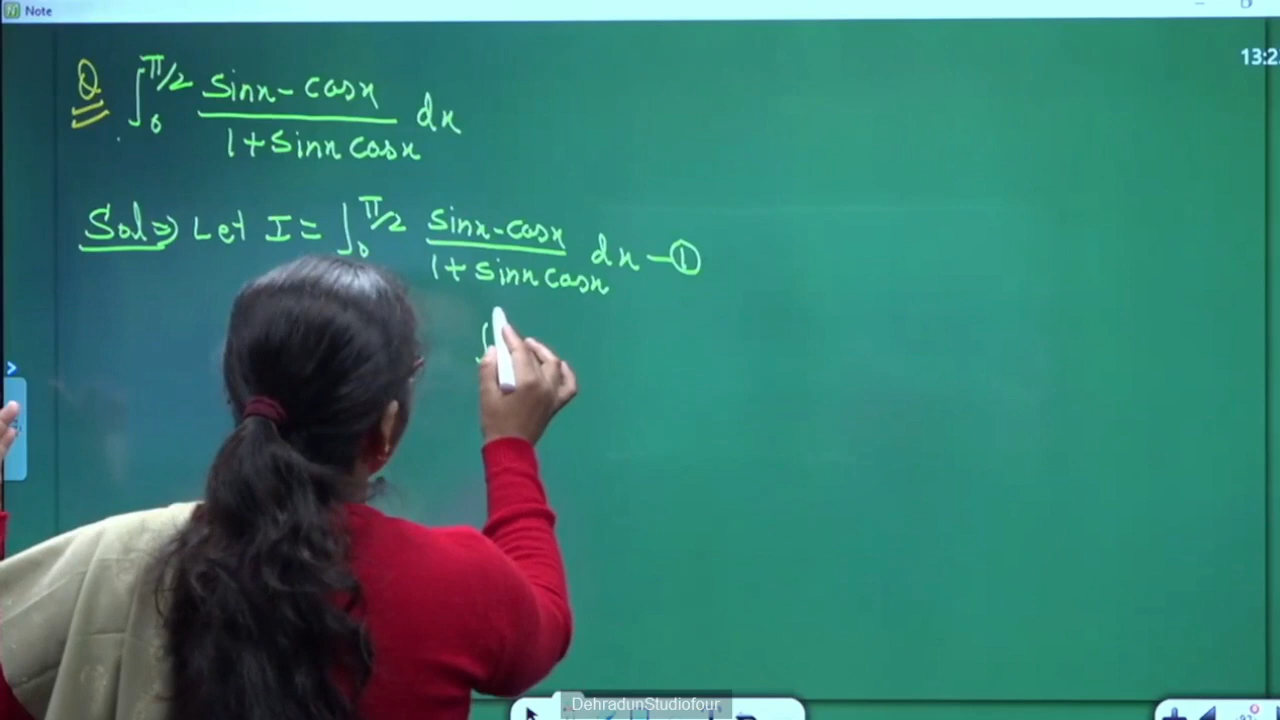 Note
13:2
Q ∫₀^π/2 (sinx - cosx)/(1 + sinx cosx) dx
Sol⇒ Let I = ∫₀^π/2 (sinx - cosx)/(1 + sinx cosx) dx — ①
∫
DehradunStudiofour